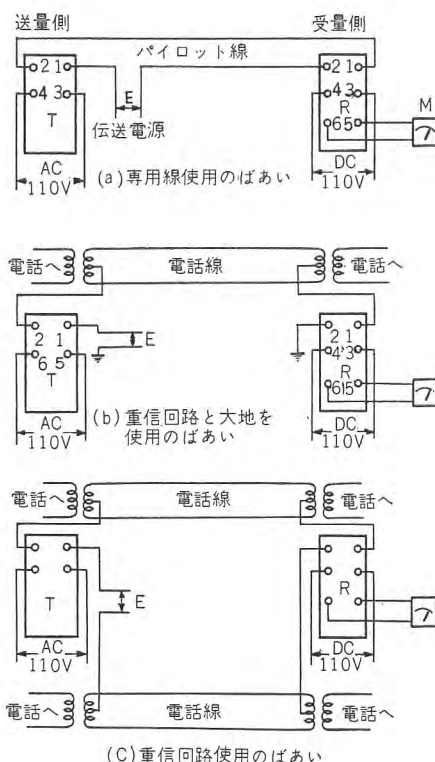 送量側 受量側
パイロット線
2 1 2 1
4 3 E 4 3
T R M
伝送電源 6 5
AC DC
110V 110V
(a)専用線使用のばあい
電話へ 電話線 電話へ
2 1 E 2 1
6 5 4 3
T R
6 5
AC DC
110V 110V
(b)重信回路と大地を
使用のばあい
電話へ 電話線 電話へ
T E R
AC DC
110V 110V
電話へ 電話線 電話へ
(C)重信回路使用のばあい